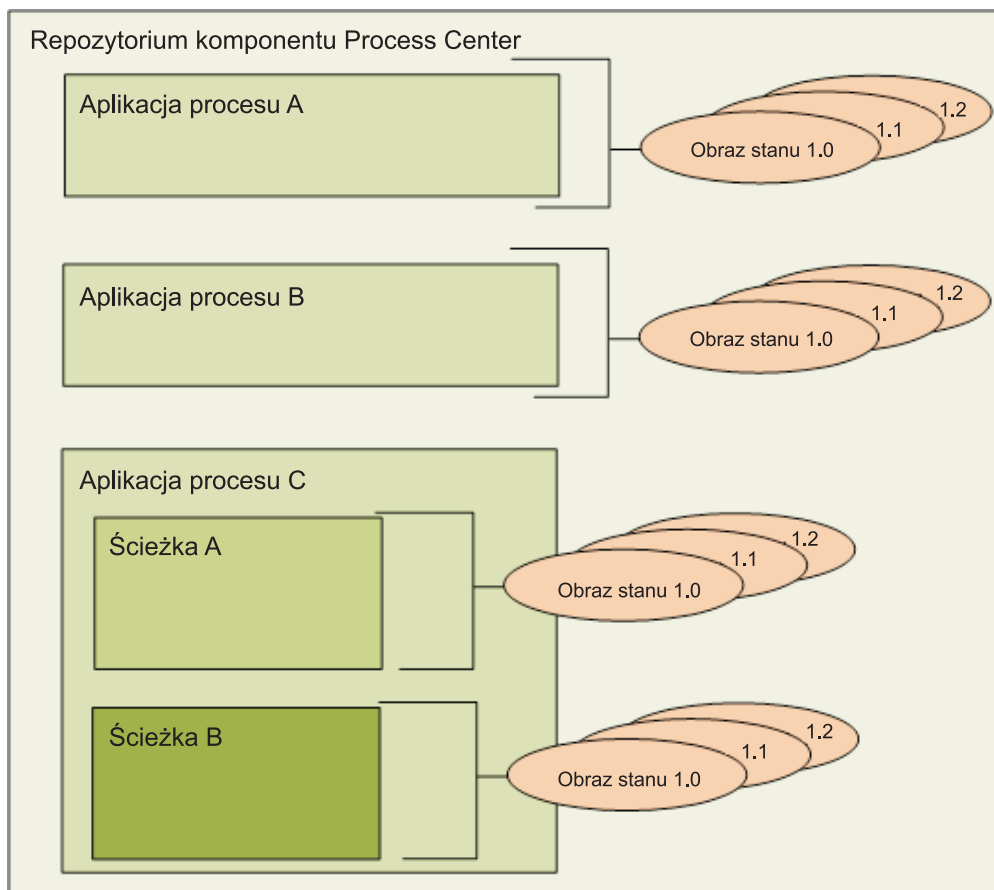 Repozytorium komponentu Process Center
Aplikacja procesu A
Obraz stanu 1.0
1.1
1.2
Aplikacja procesu B
Obraz stanu 1.0
1.1
1.2
Aplikacja procesu C
Ścieżka A
Obraz stanu 1.0
1.1
1.2
Ścieżka B
Obraz stanu 1.0
1.1
1.2